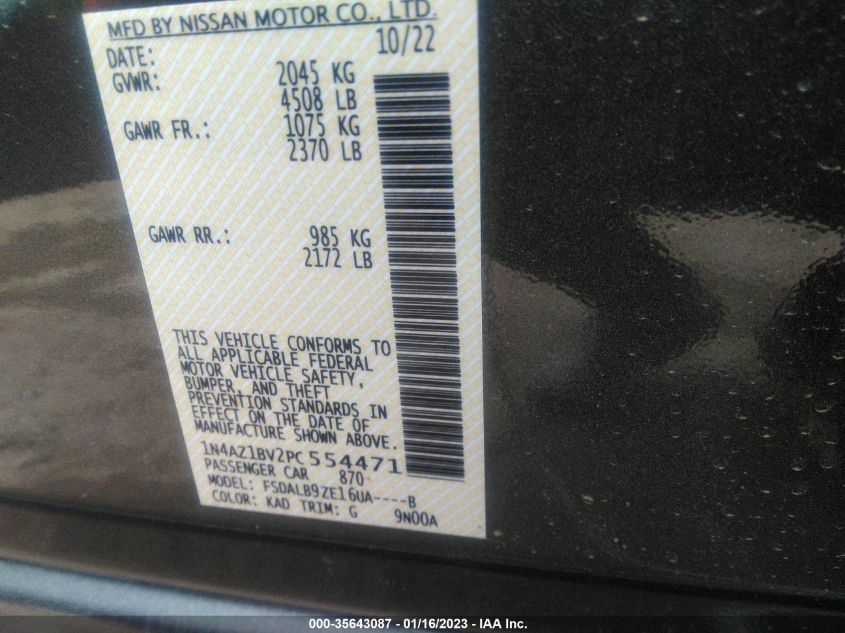 MFD BY NISSAN MOTOR CO., LTD.
DATE: 10/22
GVWR: 2045 KG
4508 LB
GAWR FR.: 1075 KG
2370 LB
GAWR RR.: 985 KG
2172 LB
THIS VEHICLE CONFORMS TO
ALL APPLICABLE FEDERAL
MOTOR VEHICLE SAFETY,
BUMPER, AND THEFT
PREVENTION STANDARDS IN
EFFECT ON THE DATE OF
MANUFACTURE SHOWN ABOVE.
1N4AZ1BV2PC554471
PASSENGER CAR 870
MODEL: FSDALB9ZE16UA----B
COLOR: KAD TRIM: G 9N00A
000-35643087 - 01/16/2023 - IAA Inc.